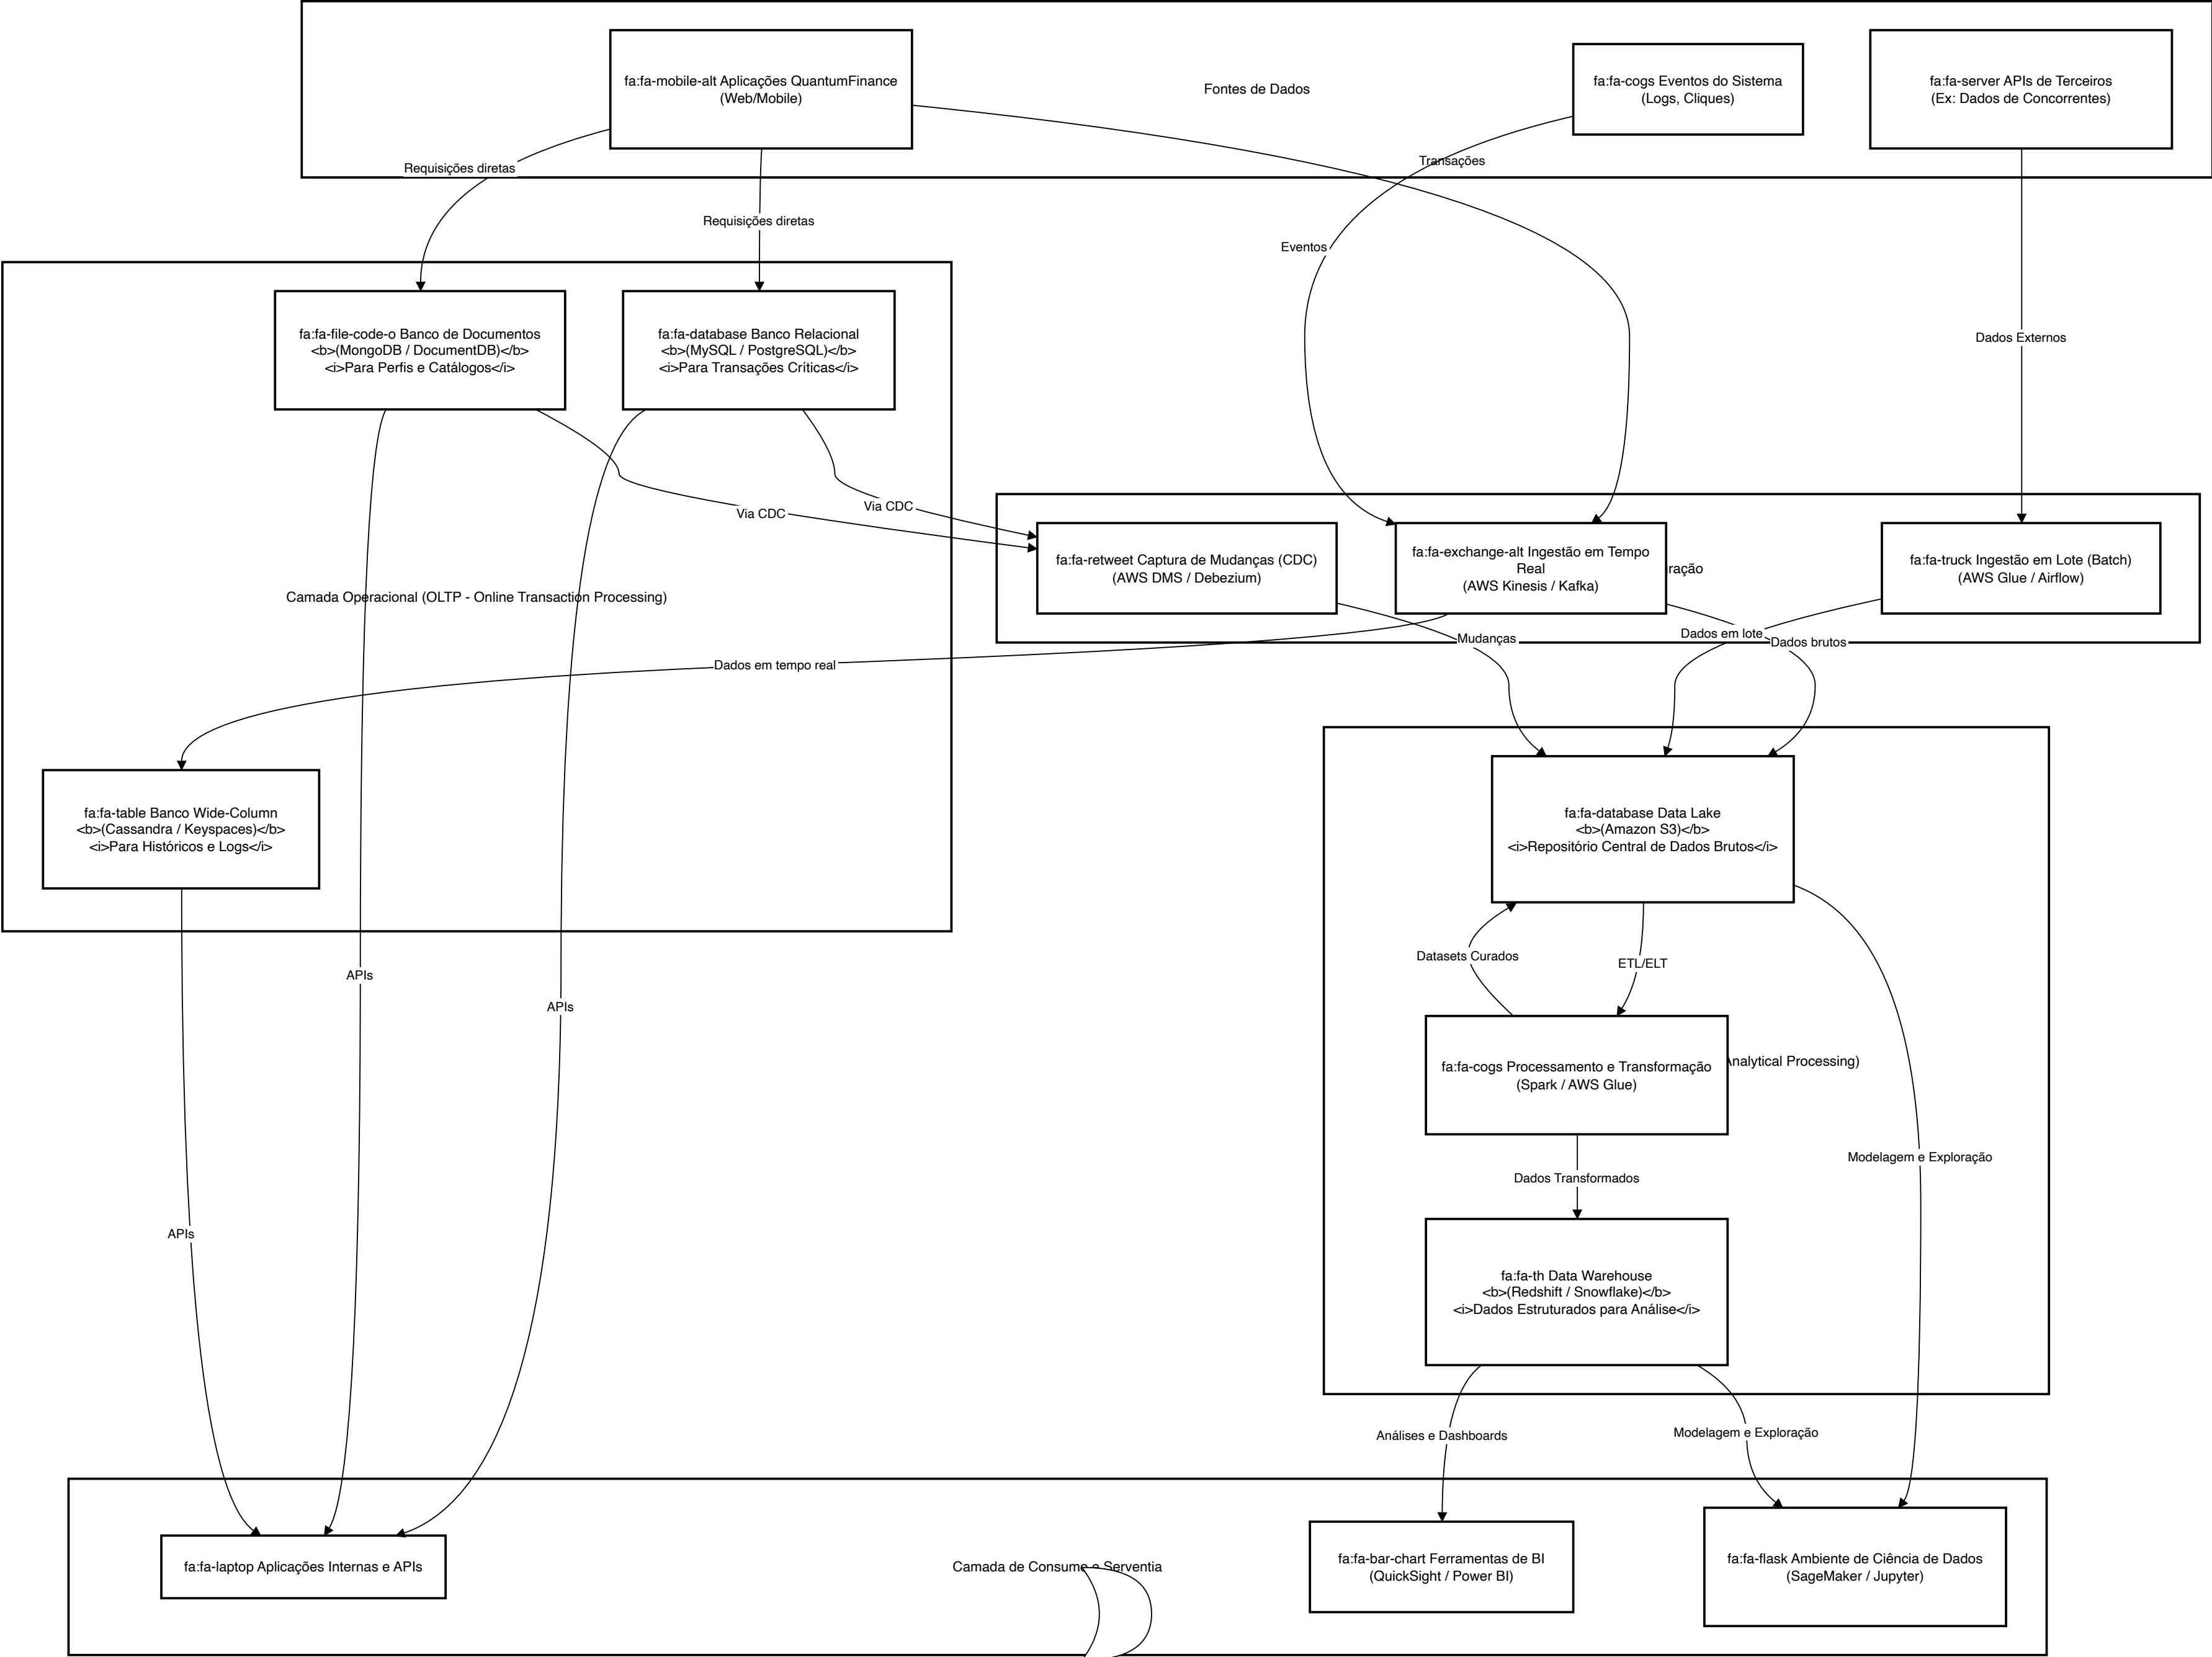 fa:fa-mobile-alt Aplicações QuantumFinance
(Web/Mobile)
Fontes de Dados
fa:fa-cogs Eventos do Sistema
(Logs, Cliques)
fa:fa-server APIs de Terceiros
(Ex: Dados de Concorrentes)
Requisições diretas
Transações
Requisições diretas
Eventos
Dados Externos
fa:fa-file-code-o Banco de Documentos
<b>(MongoDB / DocumentDB)</b>
<i>Para Perfis e Catálogos</i>
fa:fa-database Banco Relacional
<b>(MySQL / PostgreSQL)</b>
<i>Para Transações Críticas</i>
Via CDC
Via CDC
fa:fa-retweet Captura de Mudanças (CDC)
(AWS DMS / Debezium)
fa:fa-exchange-alt Ingestão em Tempo
Real
(AWS Kinesis / Kafka)
ração
fa:fa-truck Ingestão em Lote (Batch)
(AWS Glue / Airflow)
Camada Operacional (OLTP - Online Transaction Processing)
Mudanças
Dados em lote
Dados brutos
Dados em tempo real
fa:fa-table Banco Wide-Column
<b>(Cassandra / Keyspaces)</b>
<i>Para Históricos e Logs</i>
fa:fa-database Data Lake
<b>(Amazon S3)</b>
<i>Repositório Central de Dados Brutos</i>
Datasets Curados
ETL/ELT
APIs
APIs
fa:fa-cogs Processamento e Transformação
(Spark / AWS Glue)
Analytical Processing)
Modelagem e Exploração
Dados Transformados
APIs
fa:fa-th Data Warehouse
<b>(Redshift / Snowflake)</b>
<i>Dados Estruturados para Análise</i>
Análises e Dashboards
Modelagem e Exploração
fa:fa-laptop Aplicações Internas e APIs
Camada de Consumo e Serventia
fa:fa-bar-chart Ferramentas de BI
(QuickSight / Power BI)
fa:fa-flask Ambiente de Ciência de Dados
(SageMaker / Jupyter)